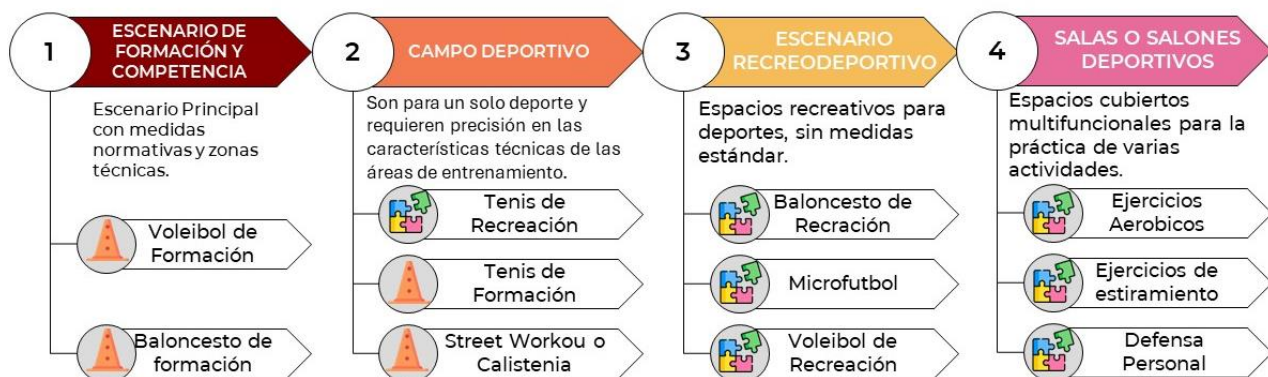 1
ESCENARIO DE
FORMACIÓN Y
COMPETENCIA
Escenario Principal
con medidas
normativas y zonas
técnicas.
Voleibol de
Formación
Baloncesto de
formación
2
CAMPO DEPORTIVO
Son para un solo deporte y
requieren precisión en las
características técnicas de las
áreas de entrenamiento.
Tenis de
Recreación
Tenis de
Formación
Street Workou o
Calistenia
3
ESCENARIO
RECREODEPORTIVO
Espacios recreativos para
deportes, sin medidas
estándar.
Baloncesto de
Recración
Microfutbol
Voleibol de
Recreación
4
SALAS O SALONES
DEPORTIVOS
Espacios cubiertos
multifuncionales para la
práctica de varias
actividades.
Ejercicios
Aerobicos
Ejercicios de
estiramiento
Defensa
Personal